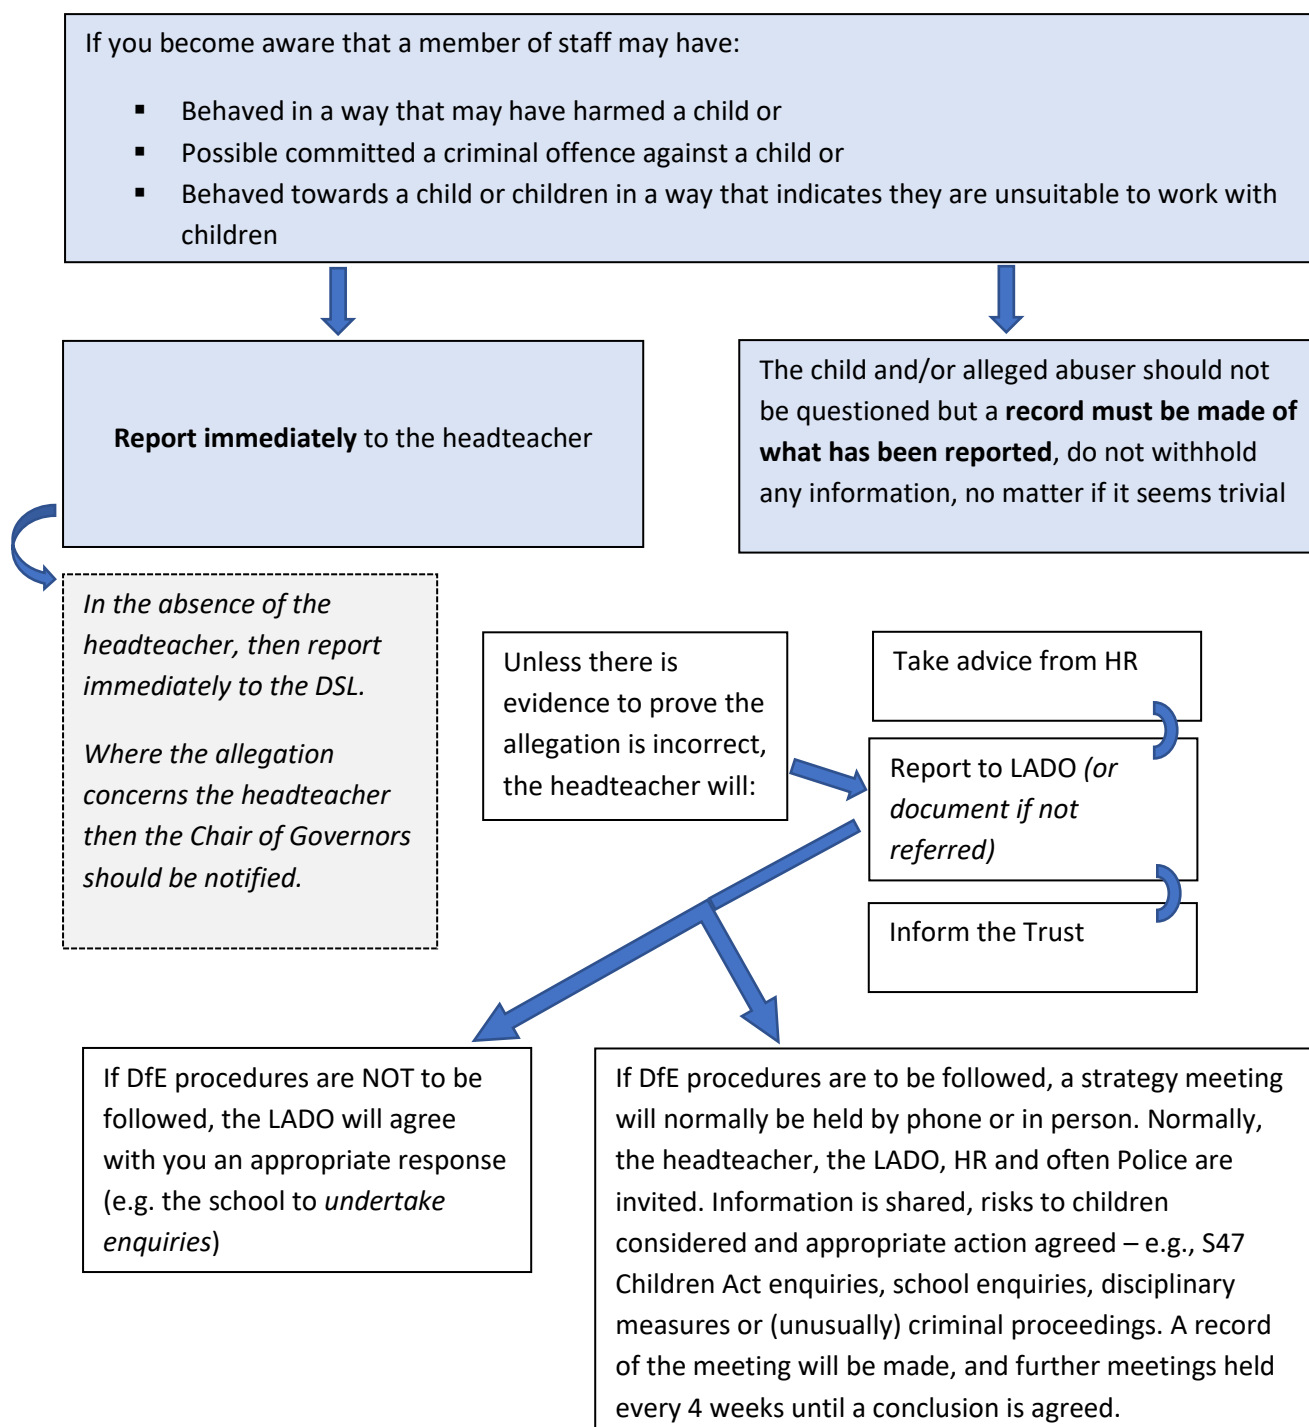 If you become aware that a member of staff may have:
▪ Behaved in a way that may have harmed a child or
▪ Possible committed a criminal offence against a child or
▪ Behaved towards a child or children in a way that indicates they are unsuitable to work with
children
Report immediately to the headteacher
The child and/or alleged abuser should not
be questioned but a record must be made of
what has been reported, do not withhold
any information, no matter if it seems trivial
In the absence of the
headteacher, then report
immediately to the DSL.
Where the allegation
concerns the headteacher
then the Chair of Governors
should be notified.
Unless there is
evidence to prove the
allegation is incorrect,
the headteacher will:
Take advice from HR
Report to LADO (or
document if not
referred)
Inform the Trust
If DfE procedures are NOT to be
followed, the LADO will agree
with you an appropriate response
(e.g. the school to undertake
enquiries)
If DfE procedures are to be followed, a strategy meeting
will normally be held by phone or in person. Normally,
the headteacher, the LADO, HR and often Police are
invited. Information is shared, risks to children
considered and appropriate action agreed – e.g., S47
Children Act enquiries, school enquiries, disciplinary
measures or (unusually) criminal proceedings. A record
of the meeting will be made, and further meetings held
every 4 weeks until a conclusion is agreed.